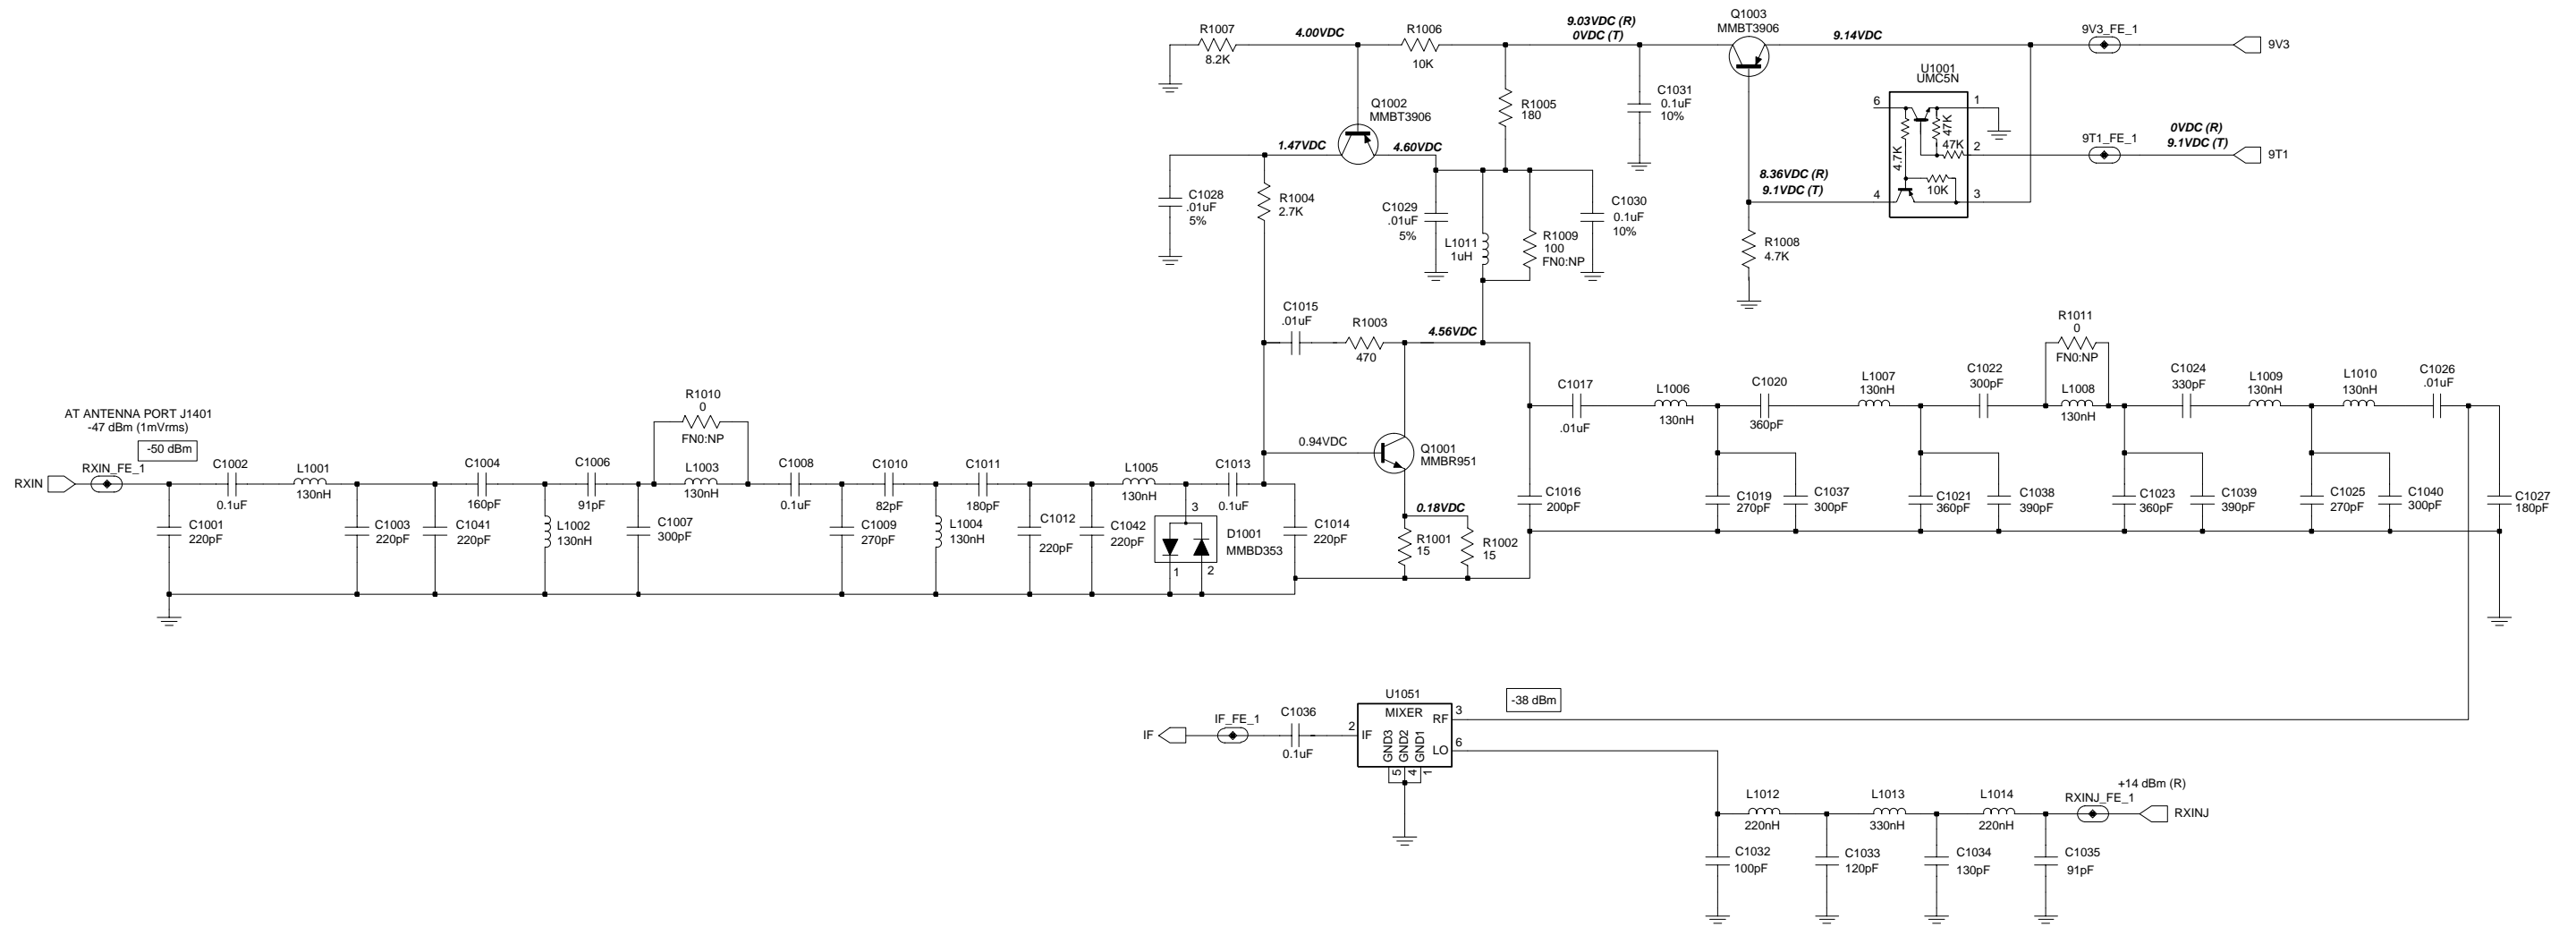 R1007
8.2K
4.00VDC
R1006
10K
9.03VDC (R)
0VDC (T)
Q1003
MMBT3906
9.14VDC
9V3_FE_1
9V3
Q1002
MMBT3906
R1005
180
C1031
0.1uF
10%
U1001
UMC5N
6
1
47K
47K
4.7K
2
10K
4
3
9T1_FE_1
0VDC (R)
9.1VDC (T)
9T1
1.47VDC
4.60VDC
8.36VDC (R)
9.1VDC (T)
C1028
.01uF
5%
R1004
2.7K
C1029
.01uF
5%
L1011
1uH
R1009
100
FN0:NP
C1030
0.1uF
10%
R1008
4.7K
C1015
.01uF
R1003
470
4.56VDC
R1011
0
FN0:NP
AT ANTENNA PORT J1401
-47 dBm (1mVrms)
-50 dBm
R1010
0
FN0:NP
0.94VDC
Q1001
MMBR951
C1017
.01uF
L1006
130nH
C1020
360pF
L1007
130nH
C1022
300pF
L1008
130nH
C1024
330pF
L1009
130nH
L1010
130nH
C1026
.01uF
RXIN
RXIN_FE_1
C1002
0.1uF
L1001
130nH
C1004
160pF
C1006
91pF
L1003
130nH
C1008
0.1uF
C1010
82pF
C1011
180pF
L1005
130nH
C1013
0.1uF
C1001
220pF
C1003
220pF
C1041
220pF
L1002
130nH
C1007
300pF
C1009
270pF
L1004
130nH
C1012
220pF
C1042
220pF
3
D1001
MMBD353
1
2
C1014
220pF
0.18VDC
R1001
15
R1002
15
C1016
200pF
C1019
270pF
C1037
300pF
C1021
360pF
C1038
390pF
C1023
360pF
C1039
390pF
C1025
270pF
C1040
300pF
C1027
180pF
U1051
MIXER
RF
3
-38 dBm
IF
IF_FE_1
C1036
0.1uF
2
IF
GND3
GND2
GND1
LO
6
5
4
1
L1012
220nH
L1013
330nH
L1014
220nH
+14 dBm (R)
RXINJ_FE_1
RXINJ
C1032
100pF
C1033
120pF
C1034
130pF
C1035
91pF